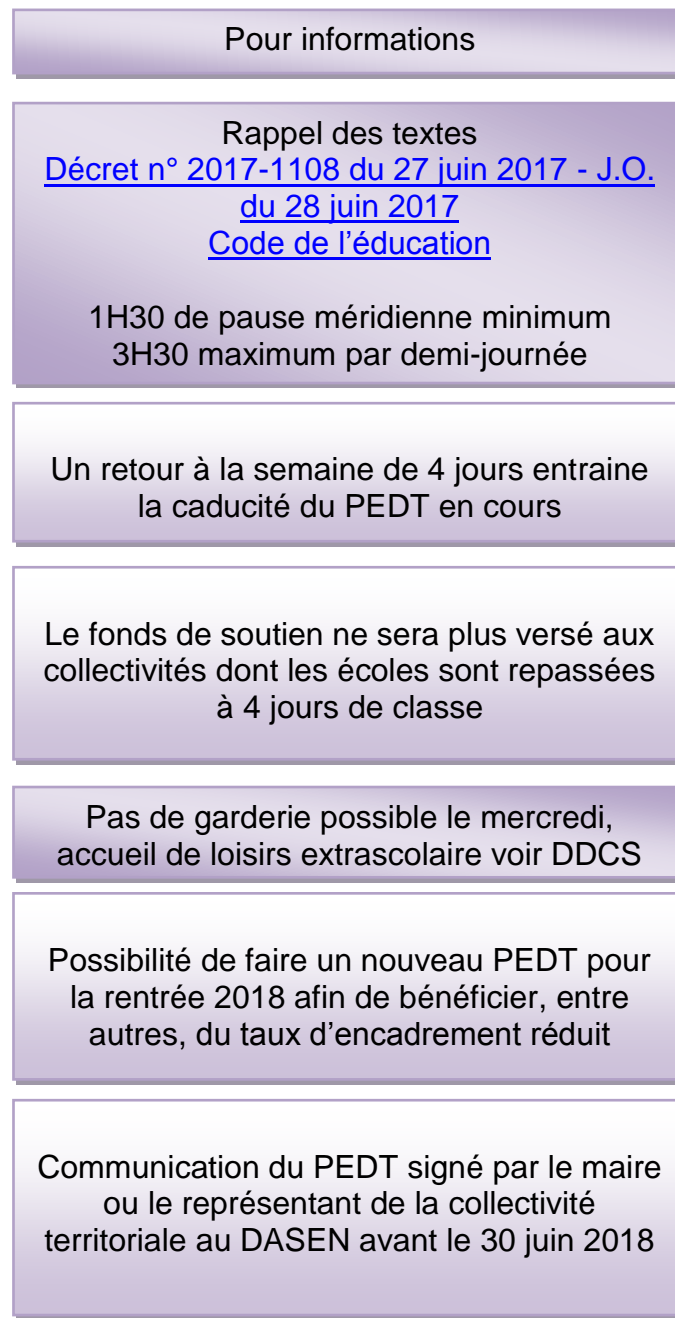 Pour informations
Rappel des textes
Décret n° 2017-1108 du 27 juin 2017 - J.O.
du 28 juin 2017
Code de l’éducation
1H30 de pause méridienne minimum
3H30 maximum par demi-journée
Un retour à la semaine de 4 jours entraine
la caducité du PEDT en cours
Le fonds de soutien ne sera plus versé aux
collectivités dont les écoles sont repassées
à 4 jours de classe
Pas de garderie possible le mercredi,
accueil de loisirs extrascolaire voir DDCS
Possibilité de faire un nouveau PEDT pour
la rentrée 2018 afin de bénéficier, entre
autres, du taux d’encadrement réduit
Communication du PEDT signé par le maire
ou le représentant de la collectivité
territoriale au DASEN avant le 30 juin 2018